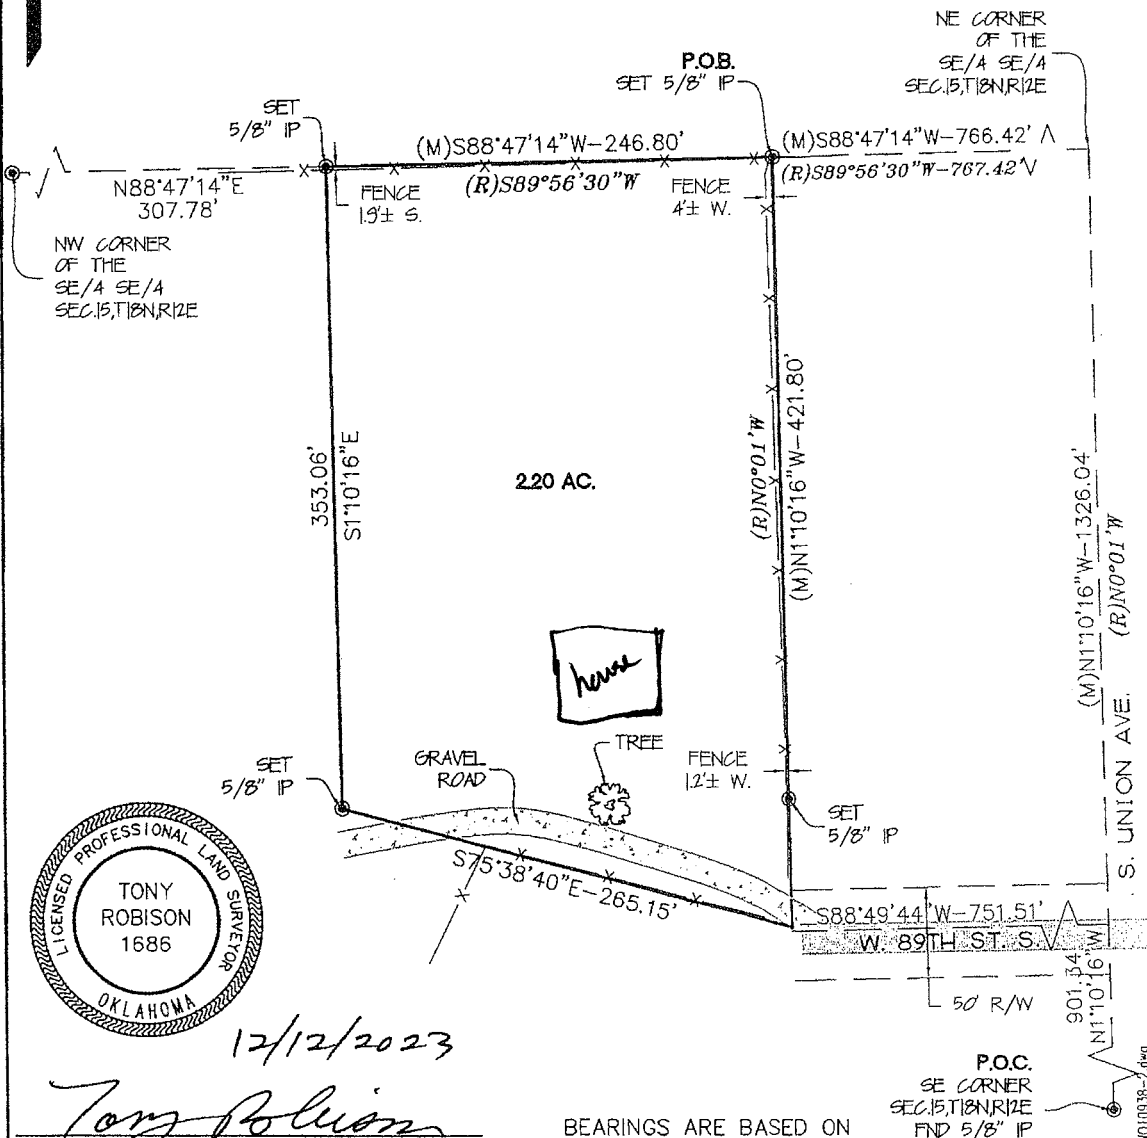 NE CORNER
OF THE
SE/4 SE/4
SEC.15,T18N,R12E
P.O.B.
SET 5/8" IP
SET
5/8" IP
(M)S88°47'14"W-246.80'
(R)S89°56'30"W
(M)S88°47'14"W-766.42'
(R)S89°56'30"W-767.42'
N88°47'14"E
307.78'
FENCE
1.9'± S.
FENCE
4'± W.
NW CORNER
OF THE
SE/4 SE/4
SEC.15,T18N,R12E
353.06'
S1°10'16"E
2.20 AC.
(R)N0°01'W
(M)N1°10'16"W-421.80'
(M)N1°10'16"W-1326.04'
(R)N0°01'W
S. UNION AVE.
house
TREE
GRAVEL
ROAD
FENCE
1.2'± W.
SET
5/8" IP
SET
5/8" IP
S75°38'40"E-265.15'
S88°49'44"W-751.51'
W. 89TH ST. S.
50' R/W
901.34'
N1°10'16"W
LICENSED PROFESSIONAL LAND SURVEYOR
TONY
ROBISON
1686
OKLAHOMA
12/12/2023
Tony Robison
P.O.C.
SE CORNER
SEC.15,T18N,R12E
FND 5/8" IP
BEARINGS ARE BASED ON